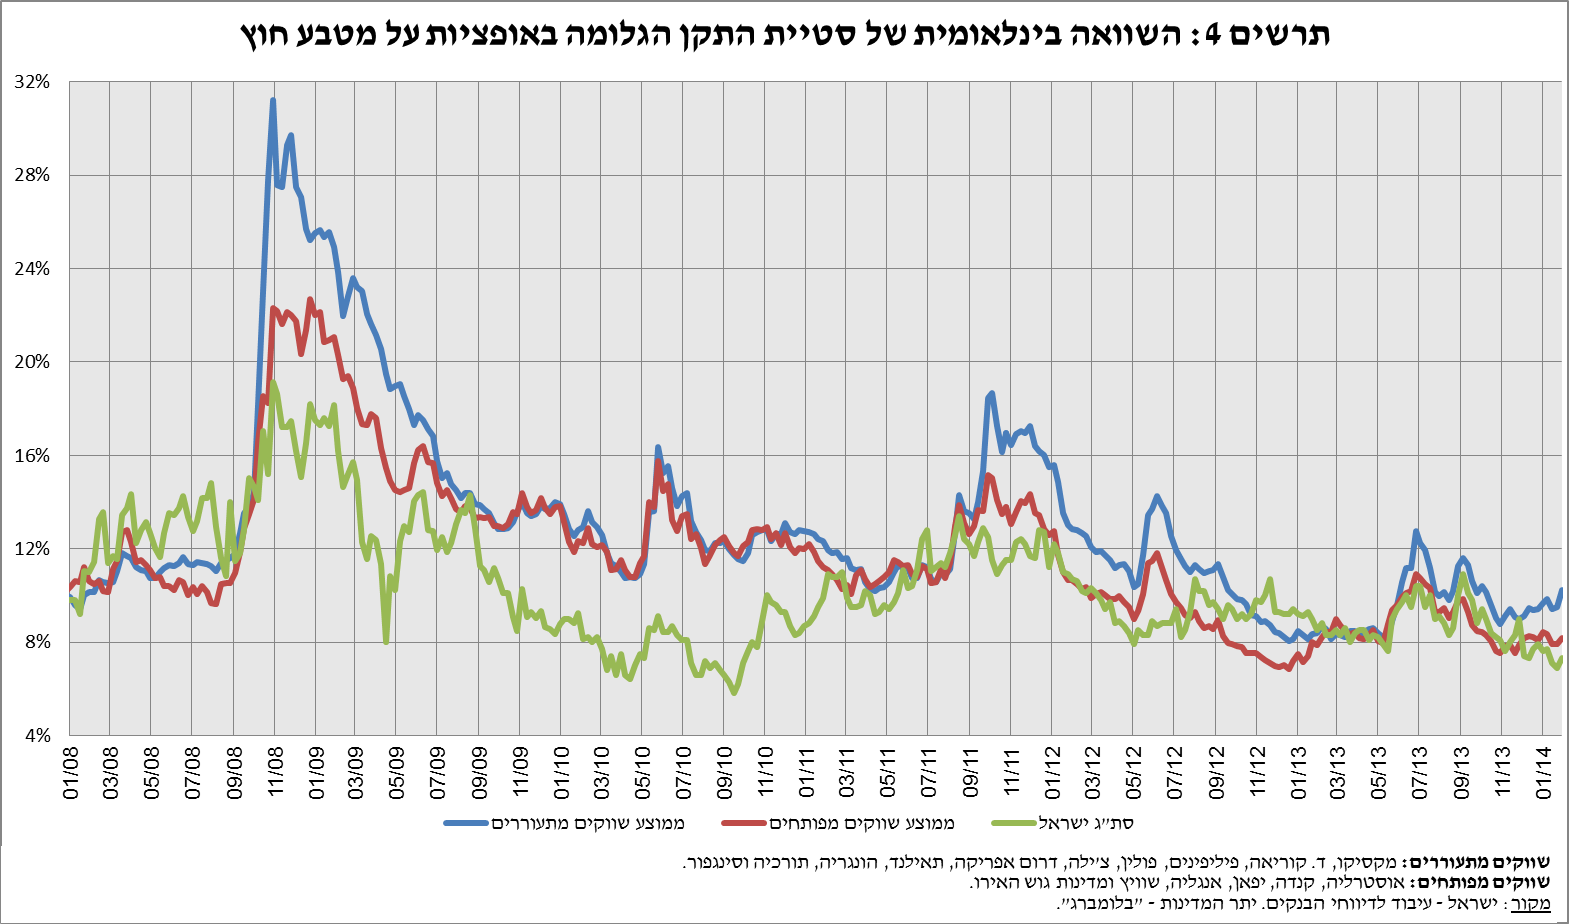 תרשים 4: השוואה בינלאומית של סטיית התקן הגלומה באופציות על מטבע חוץ
32%
28%
24%
20%
16%
12%
8%
4%
01/08 03/08 05/08 07/08 09/08 11/08 01/09 03/09 05/09 07/09 09/09 11/09 01/10 03/10 05/10 07/10 09/10 11/10 01/11 03/11 05/11 07/11 09/11 11/11 01/12 03/12 05/12 07/12 09/12 11/12 01/13 03/13 05/13 07/13 09/13 11/13 01/14
ממוצע שווקים מתעוררים ממוצע שווקים מפותחים סת"ג ישראל
שווקים מתעוררים: מקסיקו, ד. קוריאה, פיליפינים, פולין, צ'ילה, דרום אפריקה, תאילנד, הונגריה, תורכיה וסינגפור.
שווקים מפותחים: אוסטרליה, קנדה, יפאן, אנגליה, שוויץ ומדינות גוש האירו.
מקור: ישראל - עיבוד לדיווחי הבנקים. יתר המדינות - "בלומברג".